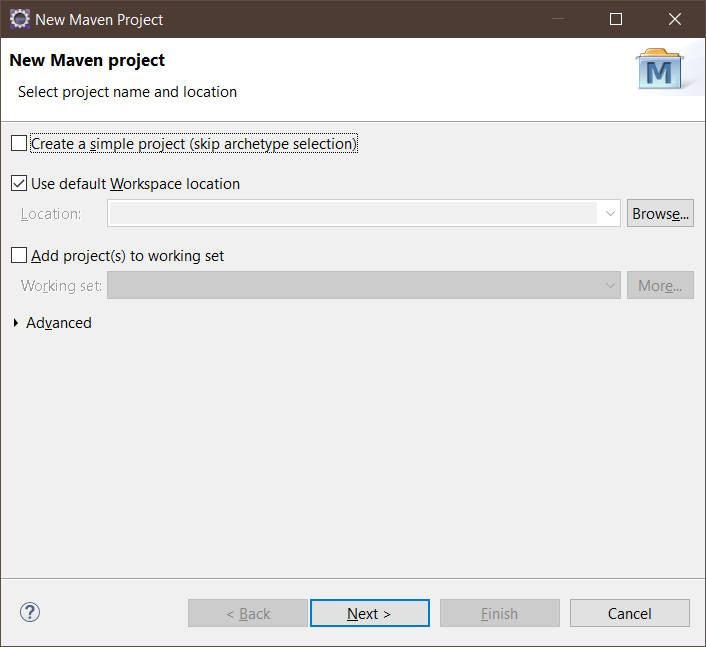 New Maven Project
New Maven project
Select project name and location
M
Create a simple project (skip archetype selection)
Use default Workspace location
Location:
Browse...
Add project(s) to working set
Working set:
More...
Advanced
?
< Back
Next >
Finish
Cancel